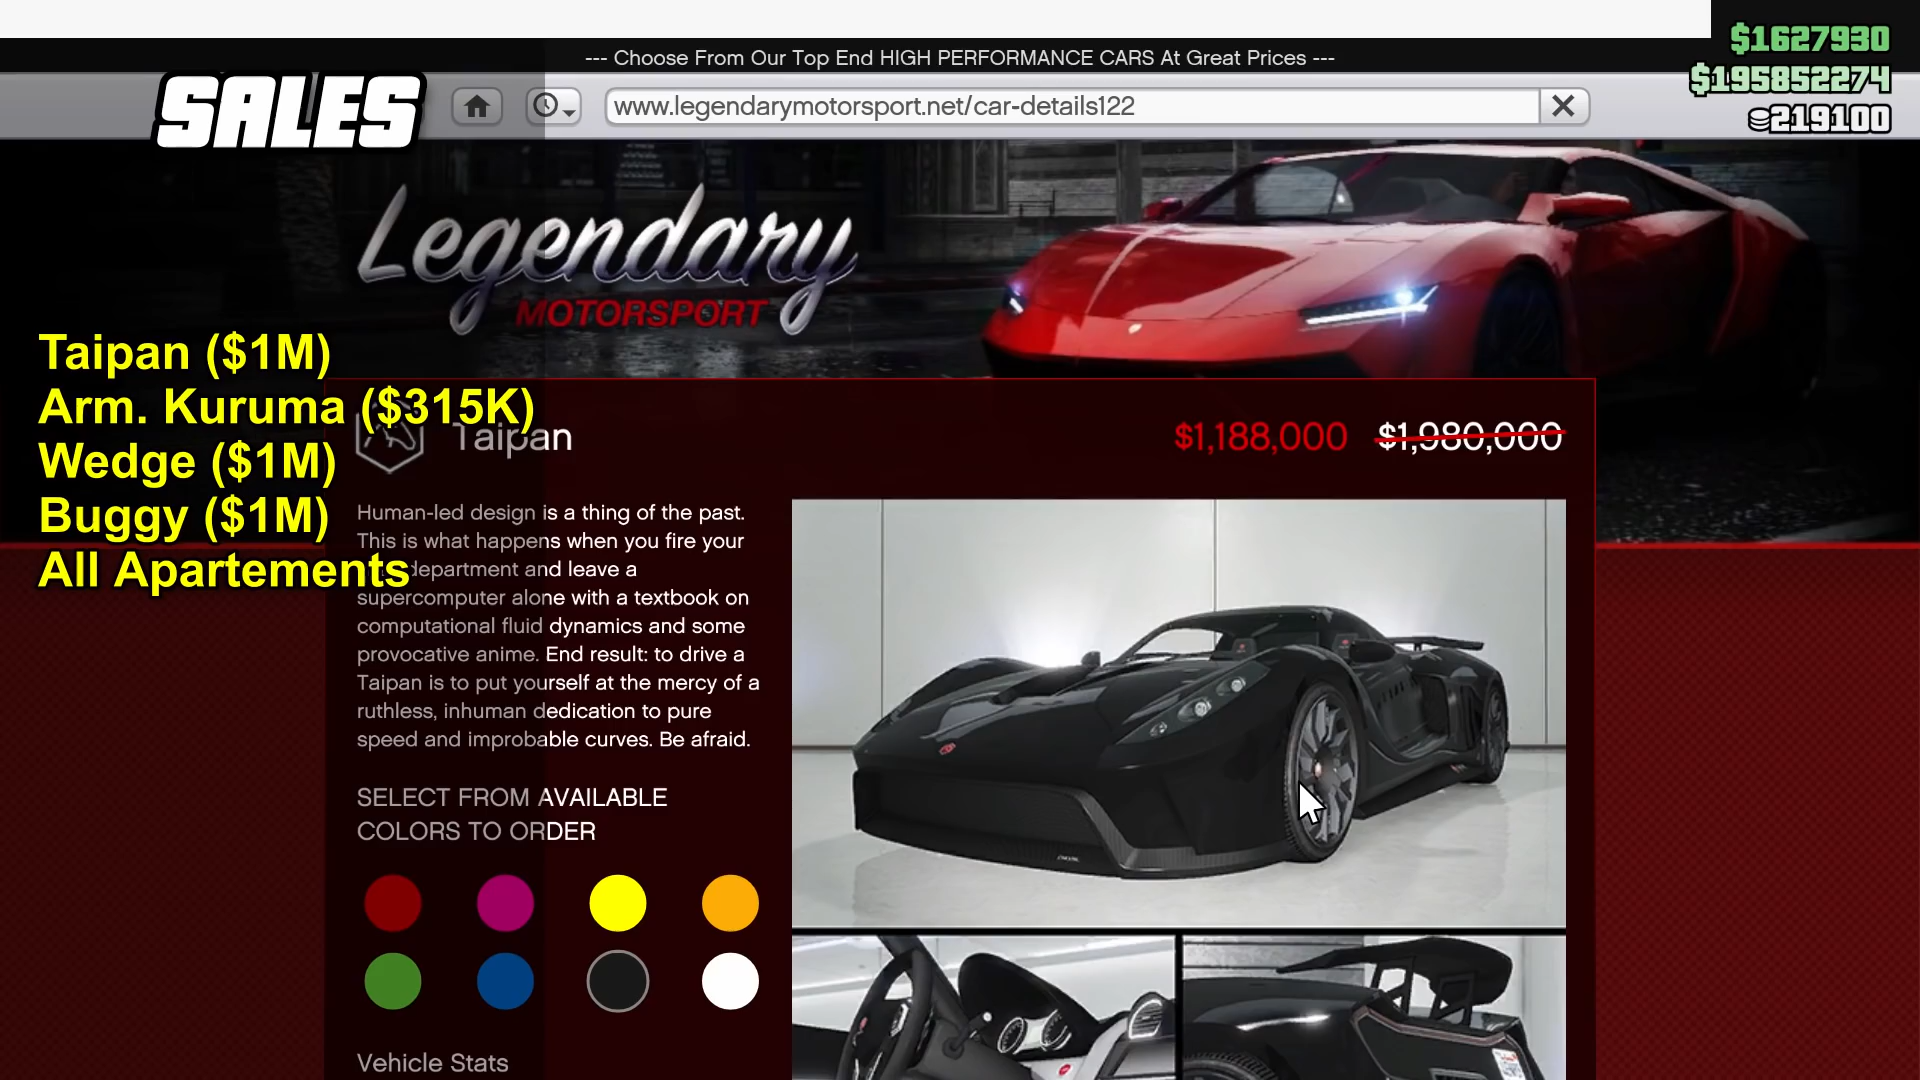 $1627930
--- Choose From Our Top End HIGH PERFORMANCE CARS At Great Prices ---
$195852274
SALES
www.legendarymotorsport.net/car-details122
219100
Legendary
MOTORSPORT
Taipan ($1M)
Arm. Kuruma ($315K)
Wedge ($1M)
Buggy ($1M)
All Apartements
Taipan
$1,188,000 $1,980,000
Human-led design is a thing of the past.
This is what happens when you fire your
department and leave a
supercomputer alone with a textbook on
computational fluid dynamics and some
provocative anime. End result: to drive a
Taipan is to put yourself at the mercy of a
ruthless, inhuman dedication to pure
speed and improbable curves. Be afraid.
SELECT FROM AVAILABLE
COLORS TO ORDER
Vehicle Stats